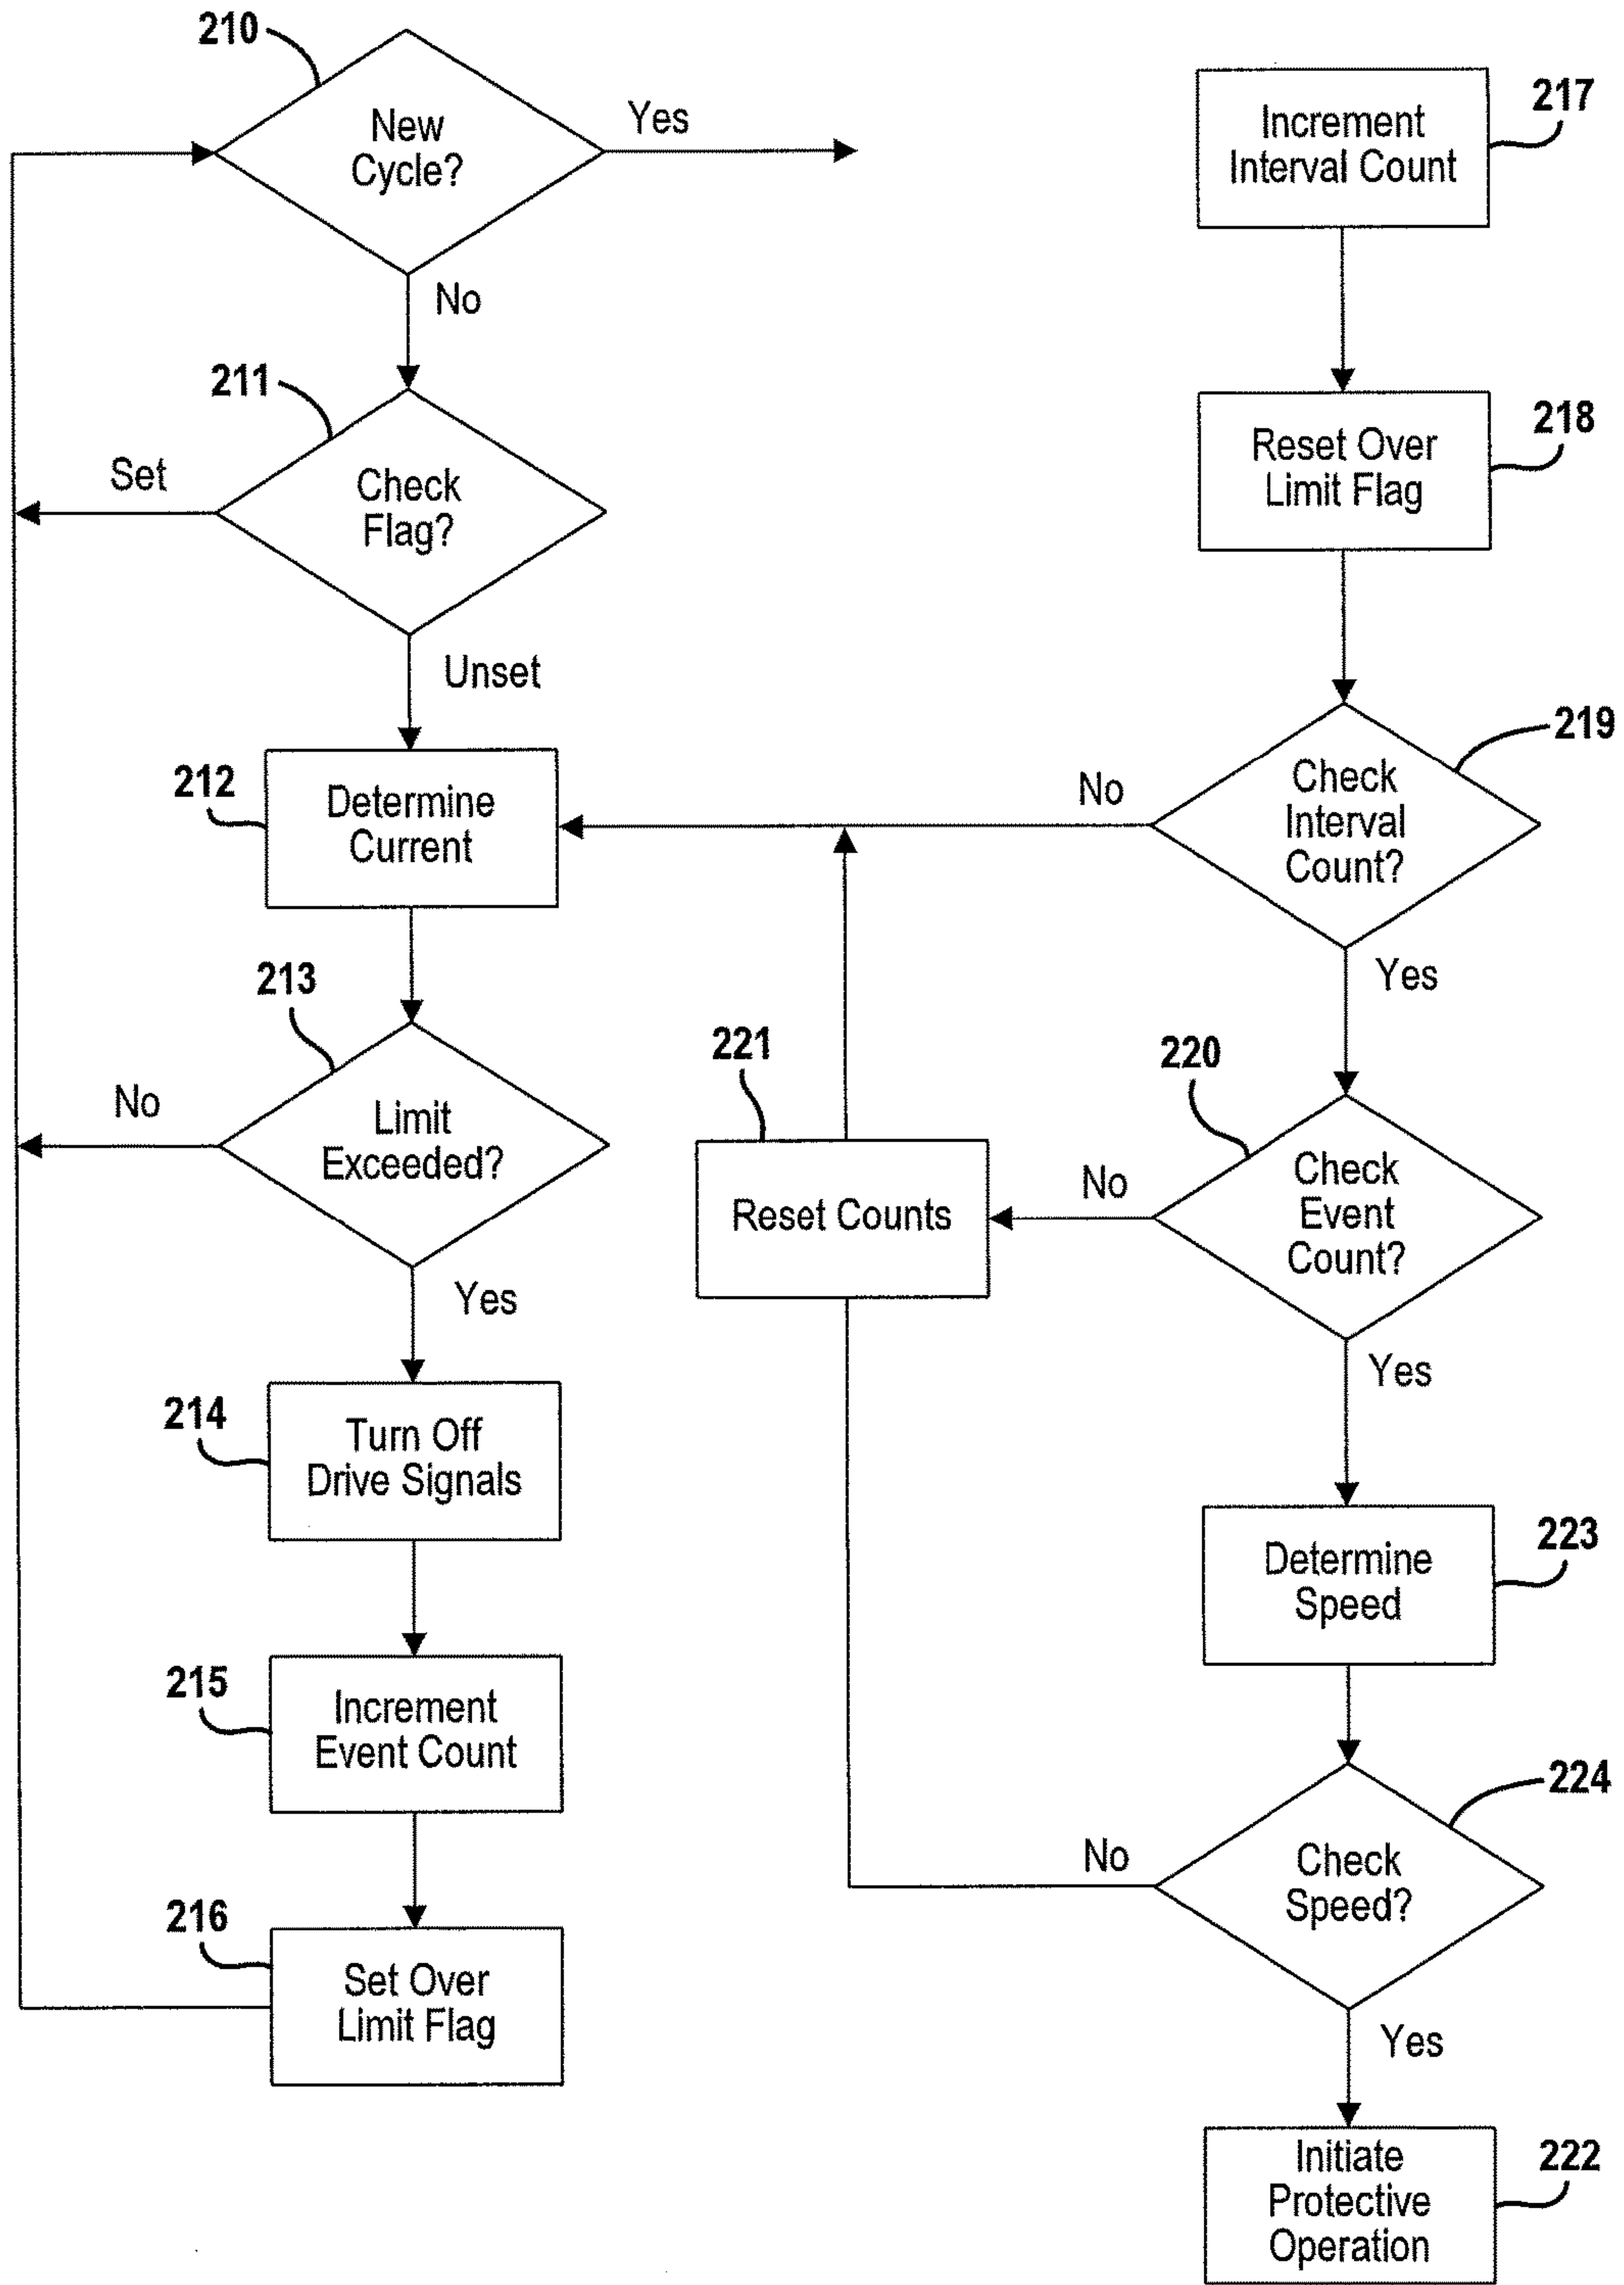 210
New
Cycle?
Yes
No
211
Check
Flag?
Set
Unset
212
Determine
Current
213
Limit
Exceeded?
No
Yes
214
Turn Off
Drive Signals
215
Increment
Event Count
216
Set Over
Limit Flag
217
Increment
Interval Count
218
Reset Over
Limit Flag
219
Check
Interval
Count?
No
Yes
220
Check
Event
Count?
No
Yes
221
Reset Counts
223
Determine
Speed
224
Check
Speed?
No
Yes
222
Initiate
Protective
Operation